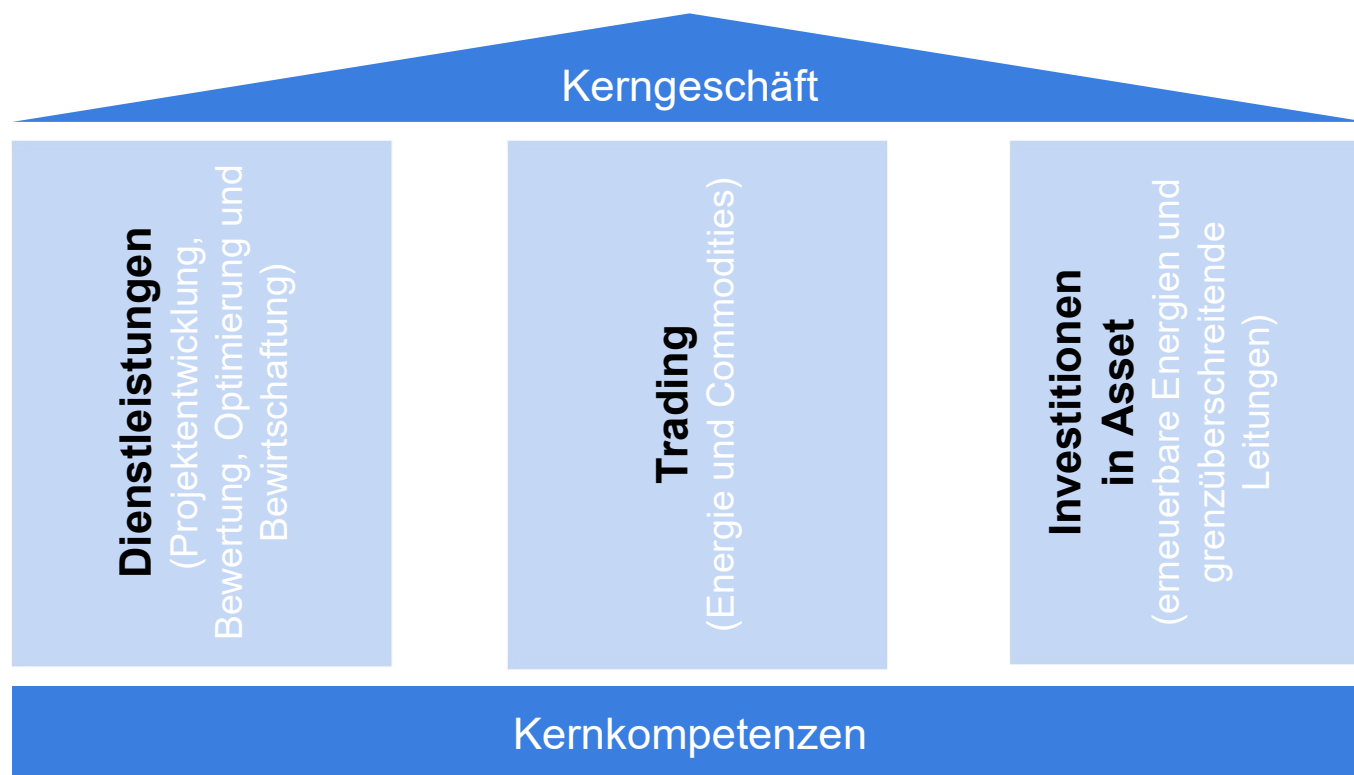 Kerngeschäft
Dienstleistungen
(Projektentwicklung,
Bewertung, Optimierung und
Bewirtschaftung)
Trading
(Energie und Commodities)
Investitionen
in Asset
(erneuerbare Energien und
grenzüberschreitende
Leitungen)
Kernkompetenzen